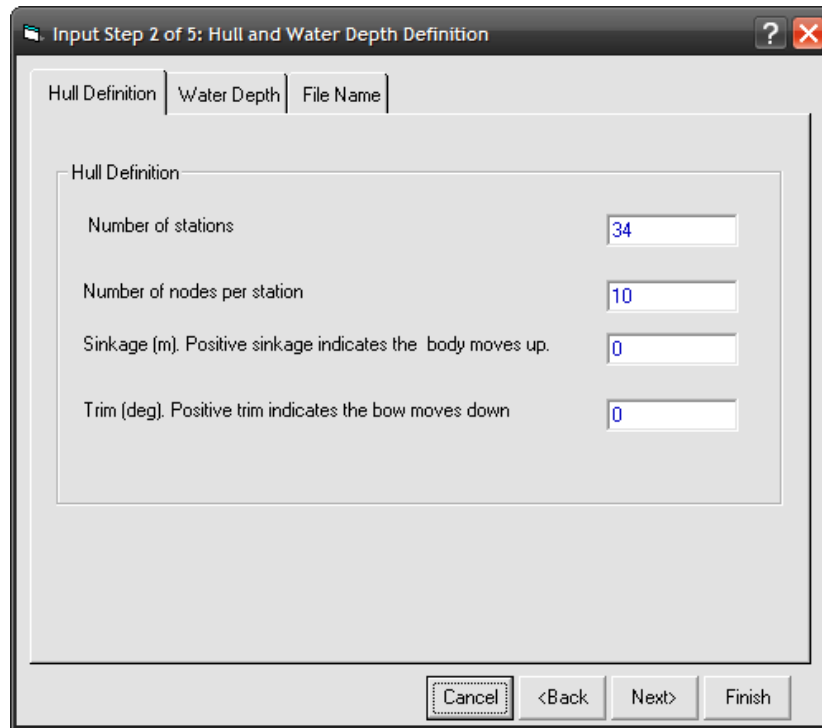 Input Step 2 of 5: Hull and Water Depth Definition
?
Hull Definition Water Depth File Name
Hull Definition
Number of stations 34
Number of nodes per station 10
Sinkage (m). Positive sinkage indicates the body moves up. 0
Trim (deg). Positive trim indicates the bow moves down 0
Cancel <Back Next> Finish